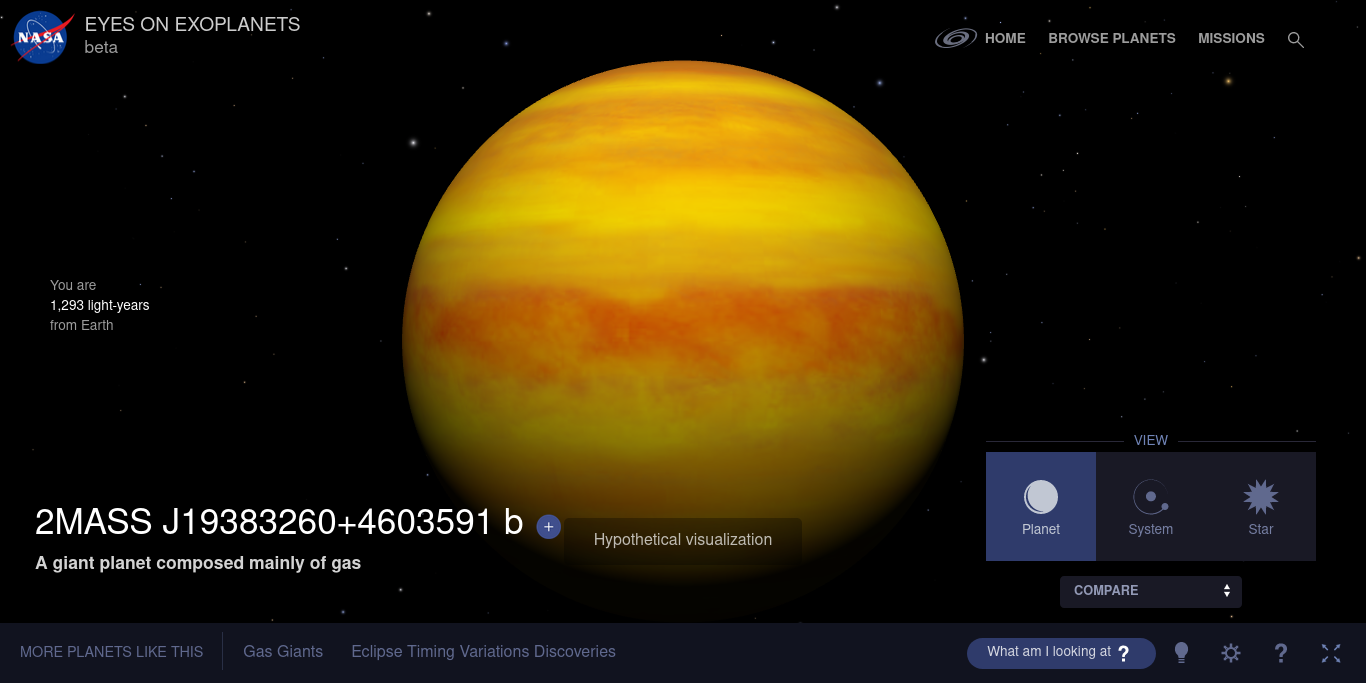 NASA
EYES ON EXOPLANETS
beta
HOME
BROWSE PLANETS
MISSIONS
You are
1,293 light-years
from Earth
VIEW
Planet
System
Star
2MASS J19383260+4603591 b
+
Hypothetical visualization
A giant planet composed mainly of gas
COMPARE
MORE PLANETS LIKE THIS
Gas Giants
Eclipse Timing Variations Discoveries
What am I looking at ?
?